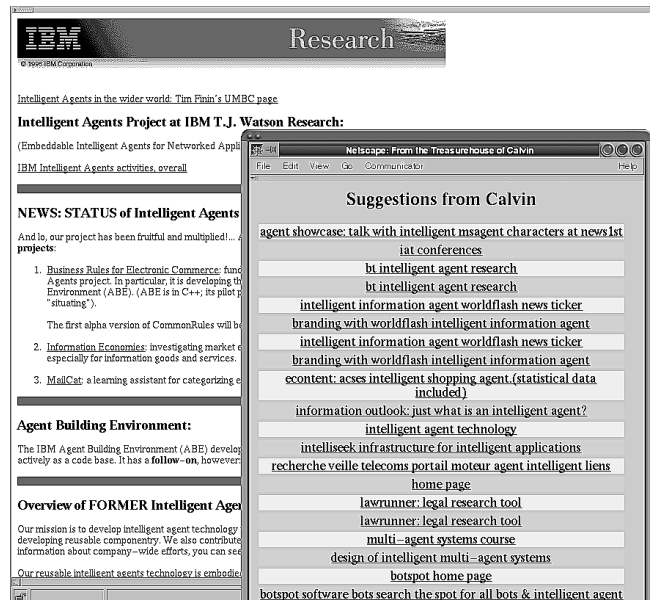 IBM Research
© 1995 IBM Corporation
Intelligent Agents in the wider world: Tim Finin's UMBC page
Intelligent Agents Project at IBM T.J. Watson Research:
(Embeddable Intelligent Agents for Networked Appli
IBM Intelligent Agents activities, overall
NEWS: STATUS of Intelligent Agents
And lo, our project has been fruitful and multiplied!... A
projects:
1. Business Rules for Electronic Commerce: fund
Agents project. In particular, it is developing th
Environment (ABE). (ABE is in C++; its pilot p
"situating").
The first alpha version of CommonRules will be
2. Information Economies: investigating market e
especially for information goods and services.
3. MailCat: a learning assistant for categorizing e
Agent Building Environment:
The IBM Agent Building Environment (ABE) develop
actively as a code base. It has a follow-on, however:
Overview of FORMER Intelligent Age
Our mission is to develop intelligent agent technology
developing reusable componentry. We also contribute
information about company-wide efforts, you can see
Our reusable intelligent agents technology is embodie
Netscape: From the Treasurehouse of Calvin
File Edit View Go Communicator Help
Suggestions from Calvin
agent showcase: talk with intelligent msagent characters at news1st
iat conferences
bt intelligent agent research
bt intelligent agent research
intelligent information agent worldflash news ticker
branding with worldflash intelligent information agent
intelligent information agent worldflash news ticker
branding with worldflash intelligent information agent
econtent: acses intelligent shopping agent.(statistical data
included)
information outlook: just what is an intelligent agent?
intelligent agent technology
intelliseek infrastructure for intelligent applications
recherche veille telecoms portail moteur agent intelligent liens
home page
lawrunner: legal research tool
lawrunner: legal research tool
multi-agent systems course
design of intelligent multi-agent systems
botspot home page
botspot software bots search the spot for all bots & intelligent agent